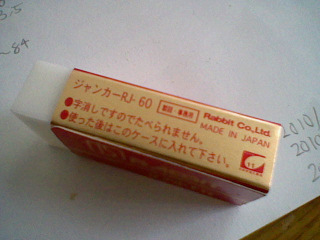 ジャンカーRJ-60
Rabbit Co.,Ltd.
MADE IN JAPAN
●字消しですのでたべられません。
●使った後はこのケースに入れて下さい。
2010/
2010